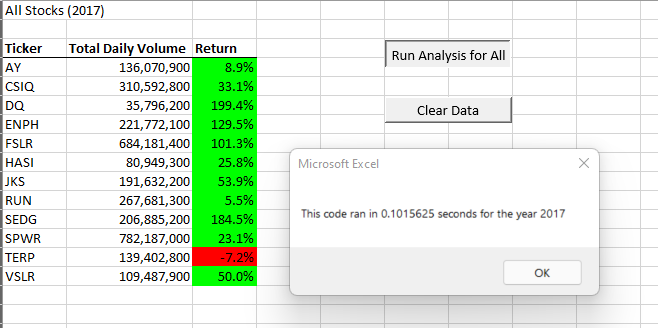 All Stocks (2017)
Ticker Total Daily Volume Return
AY 136,070,900 8.9%
CSIQ 310,592,800 33.1%
DQ 35,796,200 199.4%
ENPH 221,772,100 129.5%
FSLR 684,181,400 101.3%
HASI 80,949,300 25.8%
JKS 191,632,200 53.9%
RUN 267,681,300 5.5%
SEDG 206,885,200 184.5%
SPWR 782,187,000 23.1%
TERP 139,402,800 -7.2%
VSLR 109,487,900 50.0%
Run Analysis for All
Clear Data
Microsoft Excel
This code ran in 0.1015625 seconds for the year 2017
OK